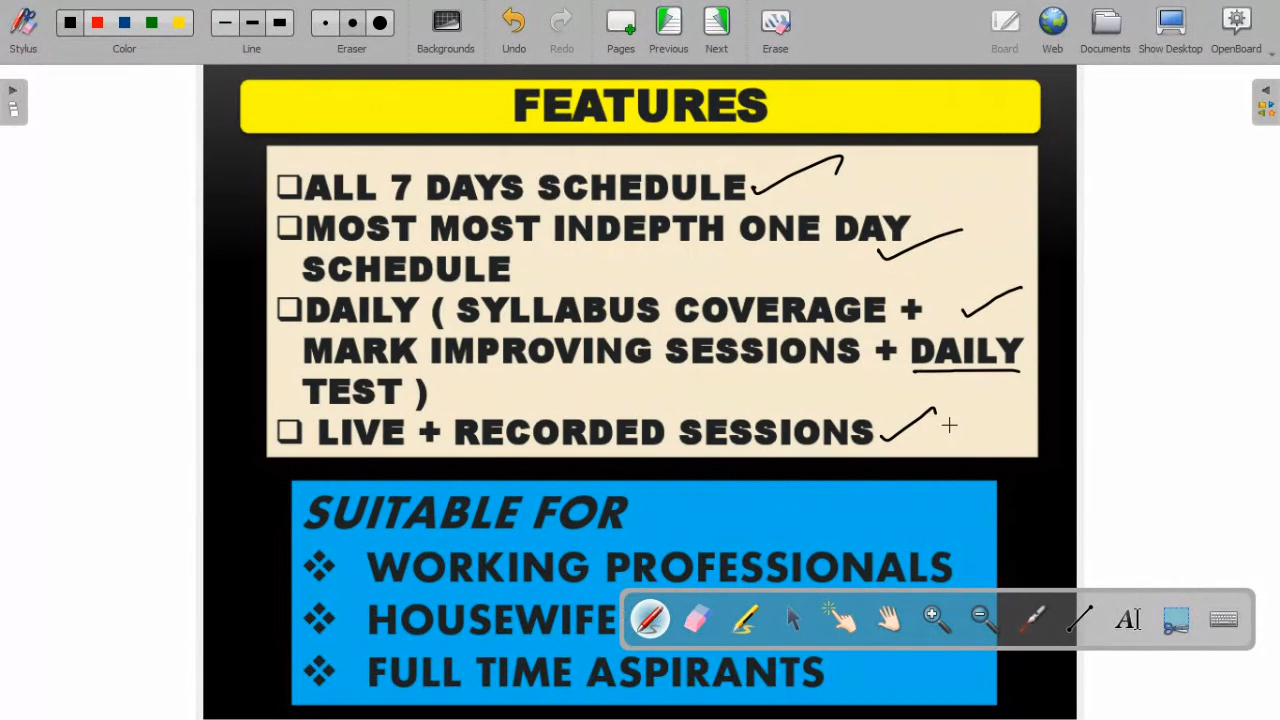 Stylus
Color
Line
Eraser
Backgrounds
Undo
Redo
Pages
Previous
Next
Erase
Board
Web
Documents
Show Desktop
OpenBoard
FEATURES
ALL 7 DAYS SCHEDULE
MOST MOST INDEPTH ONE DAY
SCHEDULE
DAILY ( SYLLABUS COVERAGE +
MARK IMPROVING SESSIONS + DAILY
TEST )
LIVE + RECORDED SESSIONS
SUITABLE FOR
WORKING PROFESSIONALS
HOUSEWIFE
FULL TIME ASPIRANTS